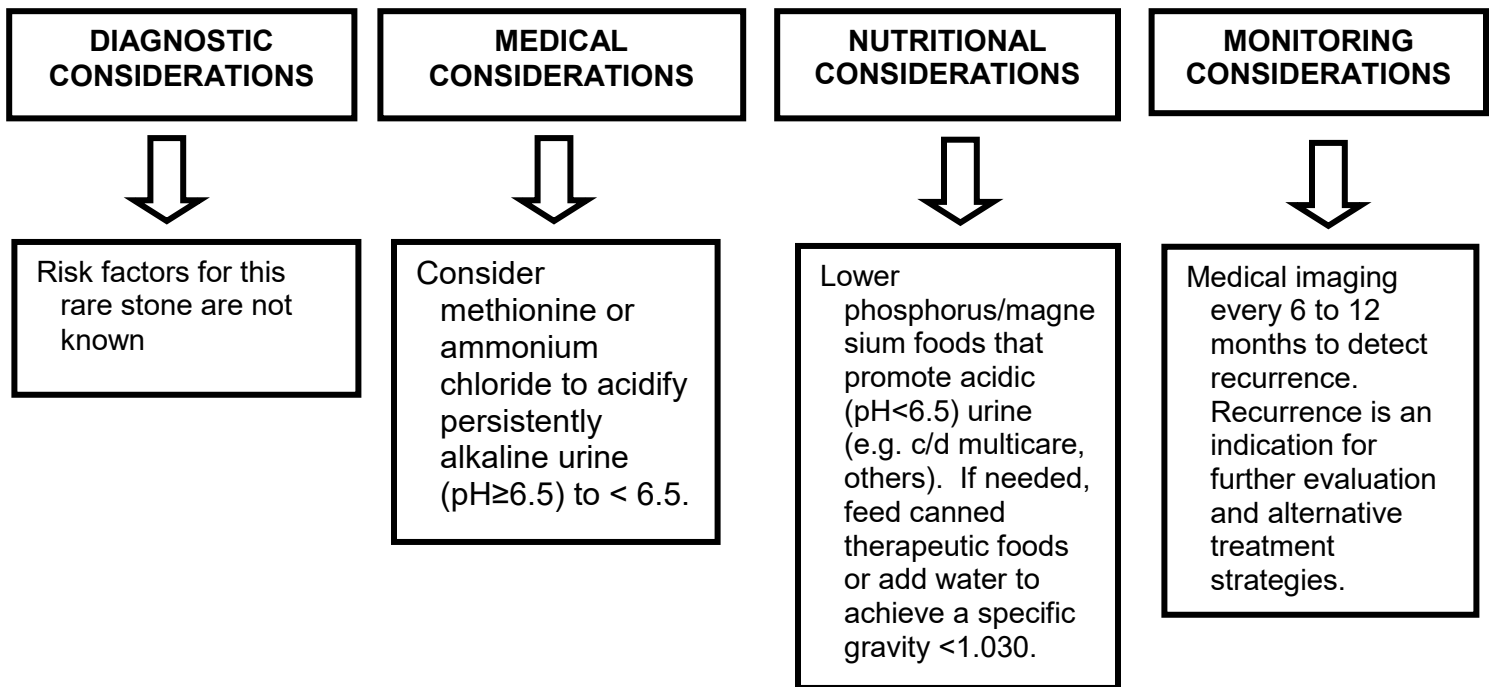 DIAGNOSTIC
CONSIDERATIONS
Risk factors for this
rare stone are not
known
MEDICAL
CONSIDERATIONS
Consider
methionine or
ammonium
chloride to acidify
persistently
alkaline urine
(pH≥6.5) to < 6.5.
NUTRITIONAL
CONSIDERATIONS
Lower
phosphorus/magne
sium foods that
promote acidic
(pH<6.5) urine
(e.g. c/d multicare,
others).  If needed,
feed canned
therapeutic foods
or add water to
achieve a specific
gravity <1.030.
MONITORING
CONSIDERATIONS
Medical imaging
every 6 to 12
months to detect
recurrence.
Recurrence is an
indication for
further evaluation
and alternative
treatment
strategies.